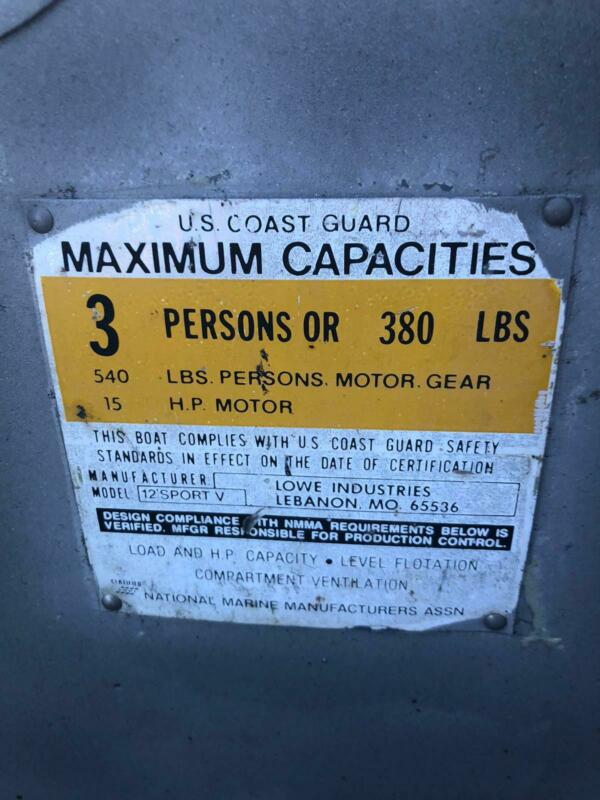 U.S. COAST GUARD
MAXIMUM CAPACITIES
3 PERSONS OR 380 LBS
540 LBS. PERSONS. MOTOR. GEAR
15 H.P. MOTOR
THIS BOAT COMPLIES WITH U.S. COAST GUARD SAFETY
STANDARDS IN EFFECT ON THE DATE OF CERTIFICATION
MANUFACTURER LOWE INDUSTRIES
MODEL 12' SPORT V LEBANON, MO. 65536
DESIGN COMPLIANCE WITH NMMA REQUIREMENTS BELOW IS
VERIFIED. MFGR RESPONSIBLE FOR PRODUCTION CONTROL.
LOAD AND H.P. CAPACITY • LEVEL FLOTATION
COMPARTMENT VENTILATION
CERTIFIED
NATIONAL MARINE MANUFACTURERS ASSN